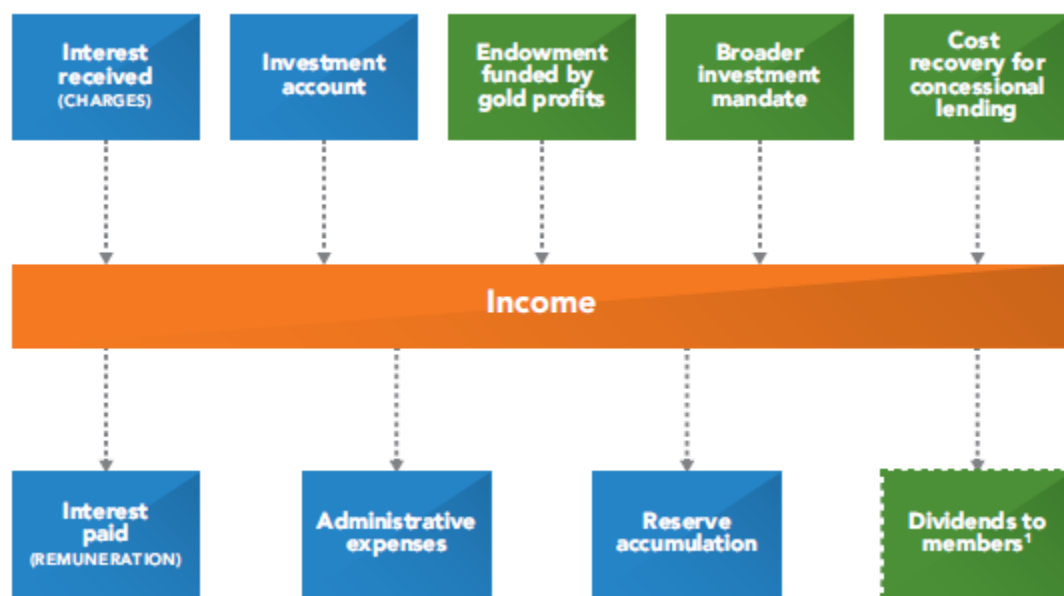 Interest
received
(CHARGES)
Investment
account
Endowment
funded by
gold profits
Broader
investment
mandate
Cost
recovery for
concessional
lending
Income
Interest
paid
(REMUNERATION)
Administrative
expenses
Reserve
accumulation
Dividends to
members¹